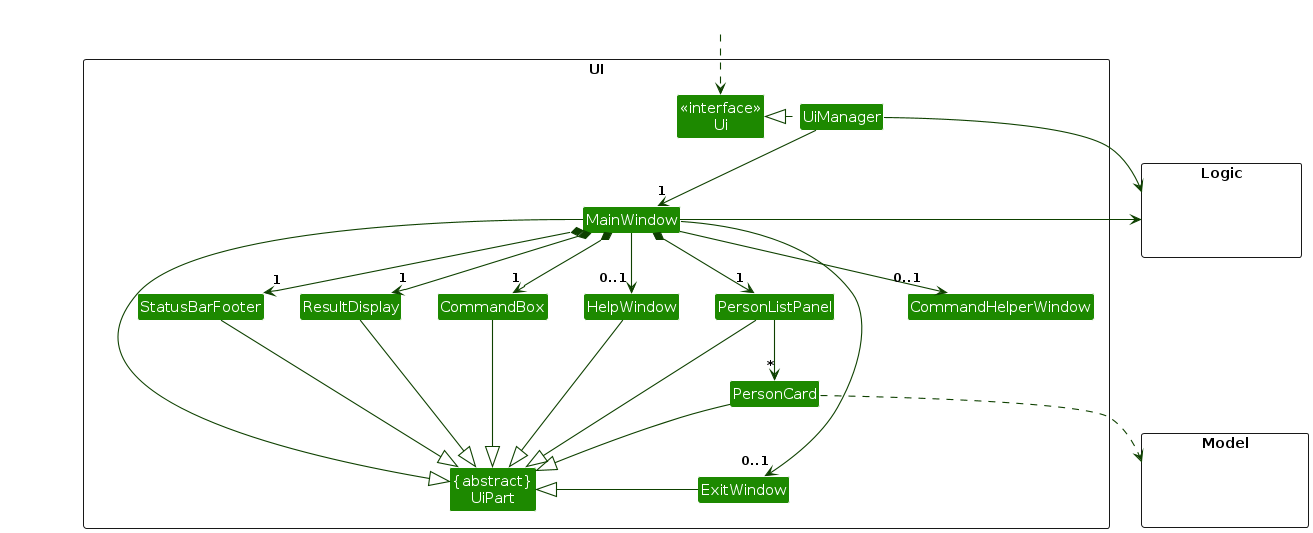 UI
«interface»
Ui
UiManager
Logic
1
MainWindow
1
1
1
0..1
1
0..1
StatusBarFooter
ResultDisplay
CommandBox
HelpWindow
PersonListPanel
CommandHelperWindow
*
PersonCard
Model
0..1
{abstract}
UiPart
ExitWindow